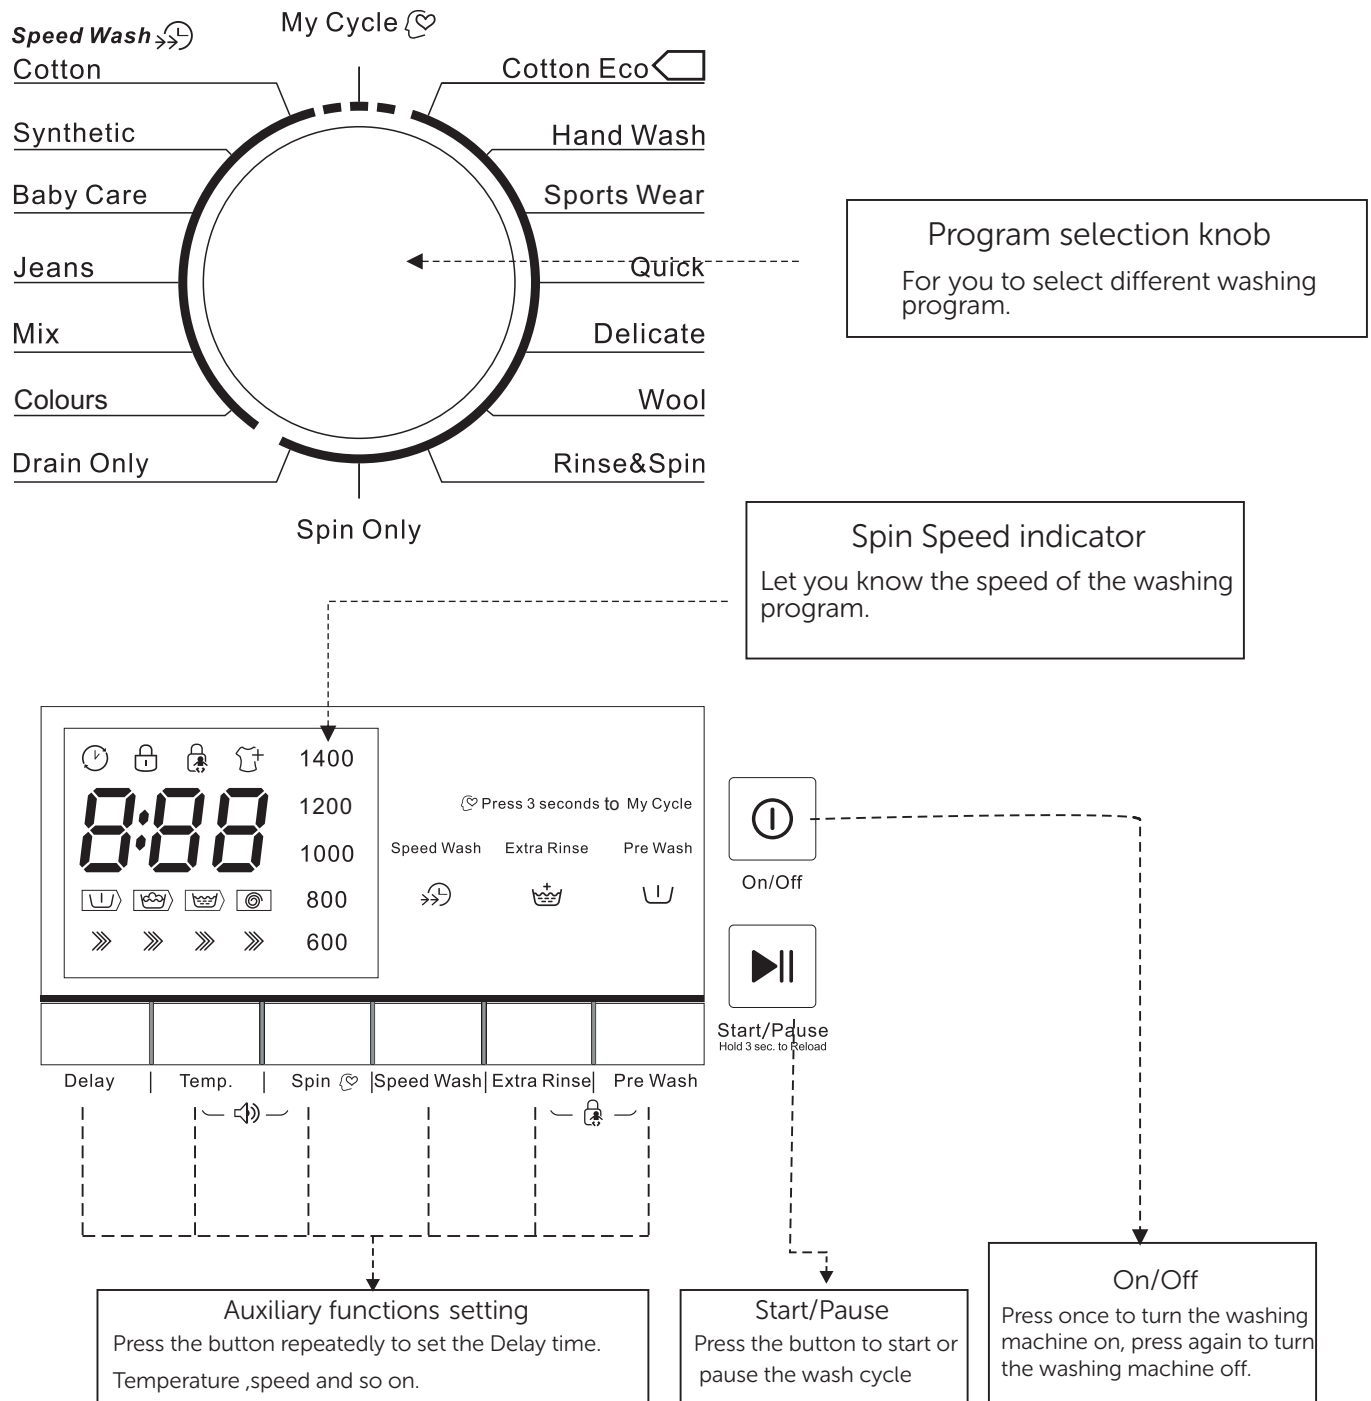 My Cycle
Speed Wash
Cotton
Cotton Eco
Synthetic
Hand Wash
Baby Care
Sports Wear
Jeans
Quick
Mix
Delicate
Colours
Wool
Drain Only
Rinse&Spin
Spin Only
Program selection knob
For you to select different washing
program.
Spin Speed indicator
Let you know the speed of the washing
program.
1400
8:88
1200
1000
800
600
Press 3 seconds to My Cycle
Speed Wash
Extra Rinse
Pre Wash
On/Off
Start/Pause
Hold 3 sec. to Reload
Delay | Temp. | Spin |Speed Wash| Extra Rinse| Pre Wash
Auxiliary functions setting
Press the button repeatedly to set the Delay time.
Temperature ,speed and so on.
Start/Pause
Press the button to start or
pause the wash cycle
On/Off
Press once to turn the washing
machine on, press again to turn
the washing machine off.